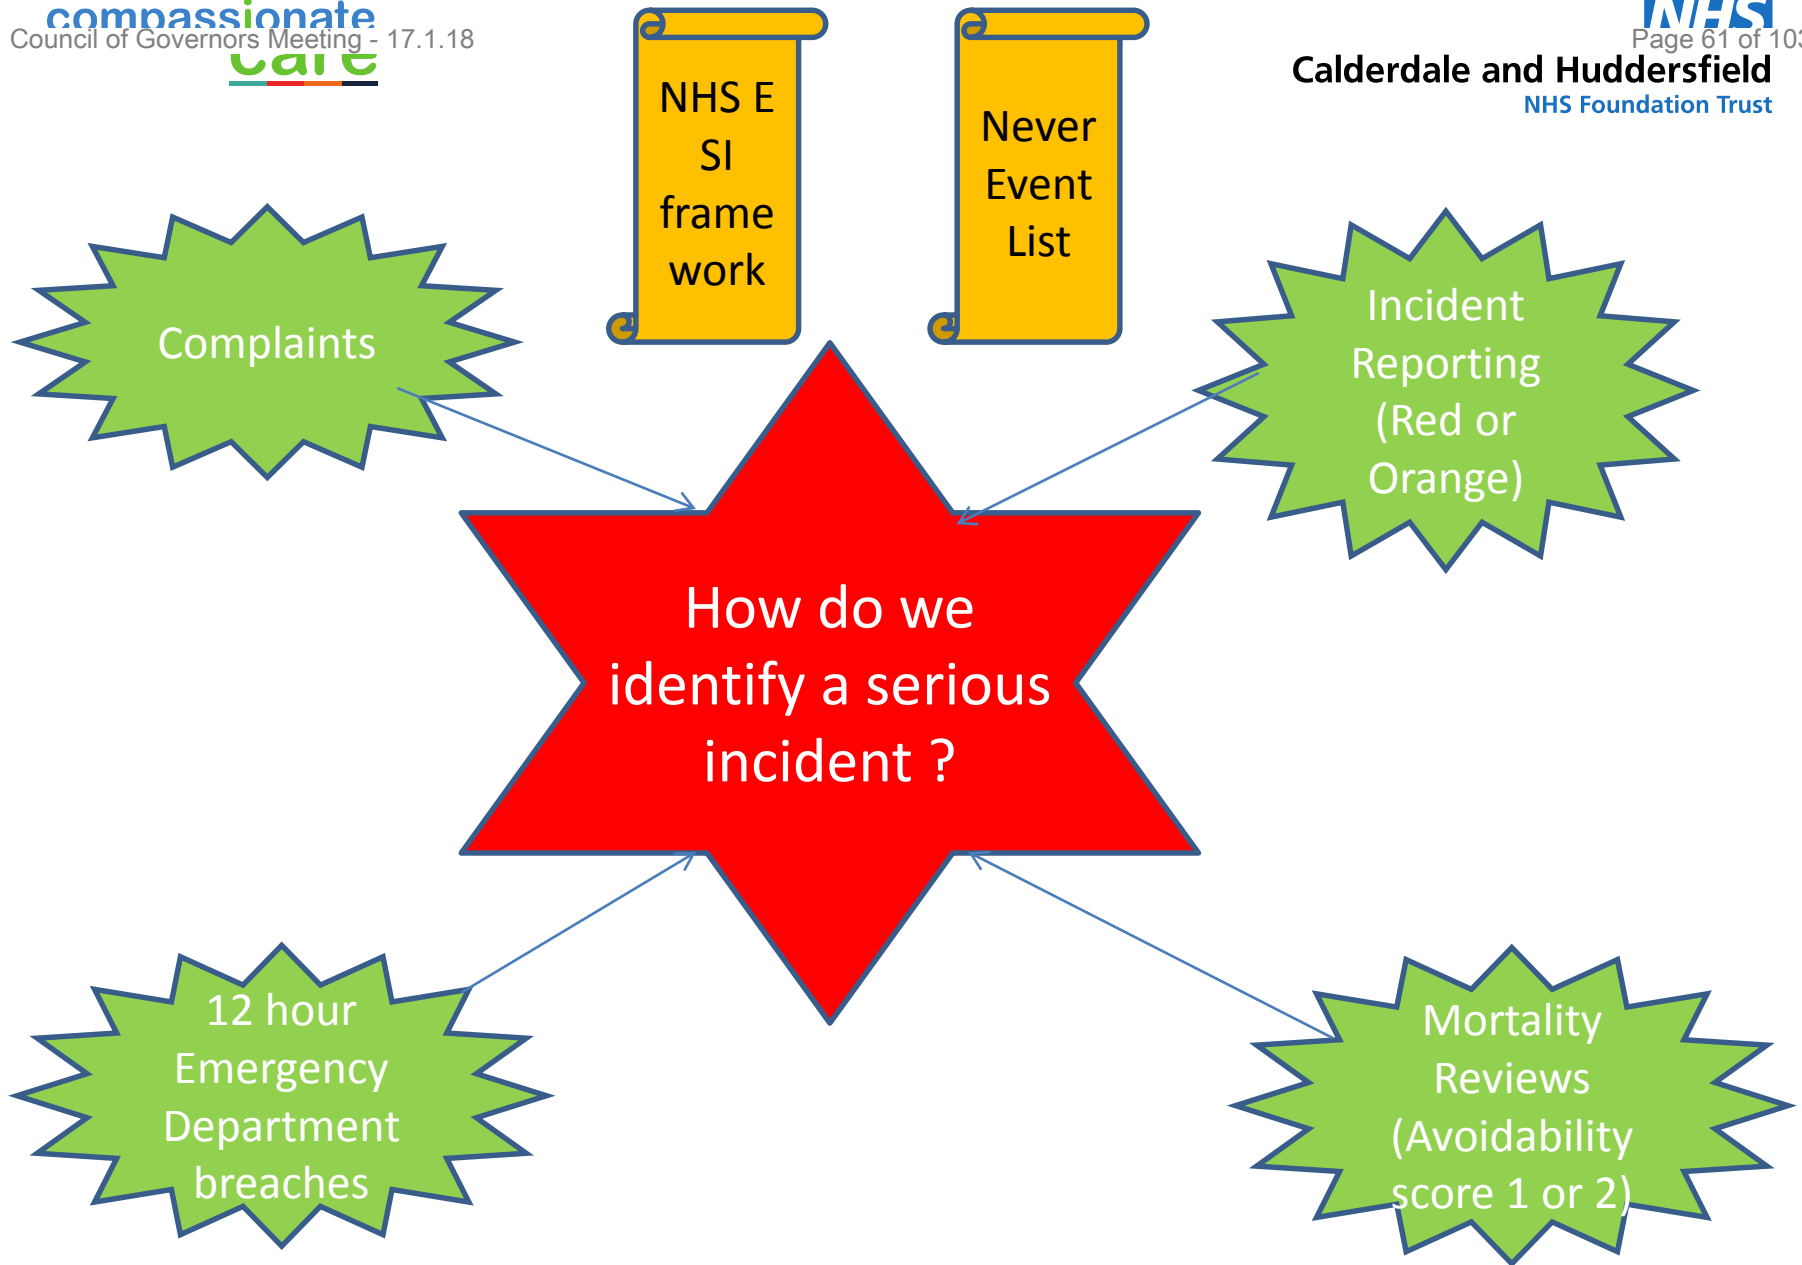 compassionate
care
Council of Governors Meeting - 17.1.18
NHS
Page 61 of 103
Calderdale and Huddersfield
NHS Foundation Trust
NHS E
SI
frame
work
Never
Event
List
Complaints
Incident
Reporting
(Red or
Orange)
How do we
identify a serious
incident ?
12 hour
Emergency
Department
breaches
Mortality
Reviews
(Avoidability
score 1 or 2)